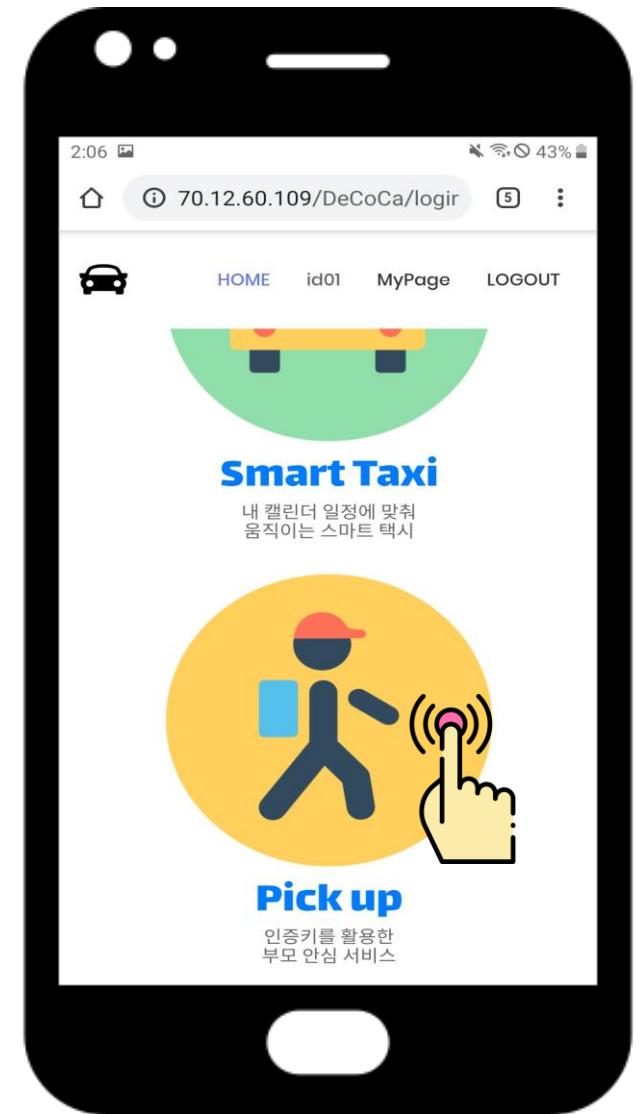 2:06 43%
70.12.60.109/DeCoCa/login
5
HOME id01 MyPage LOGOUT
Smart Taxi
내 캘린더 일정에 맞춰
움직이는 스마트 택시
Pick up
인증키를 활용한
부모 안심 서비스